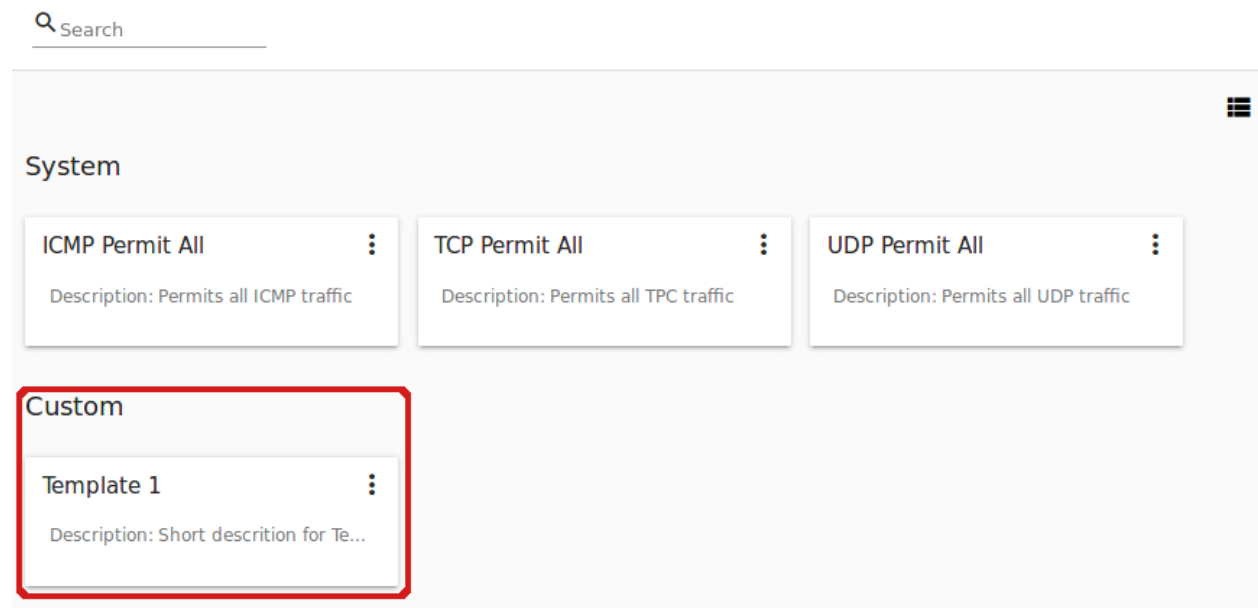 Search
System
ICMP Permit All
Description: Permits all ICMP traffic
TCP Permit All
Description: Permits all TPC traffic
UDP Permit All
Description: Permits all UDP traffic
Custom
Template 1
Description: Short descrition for Te...